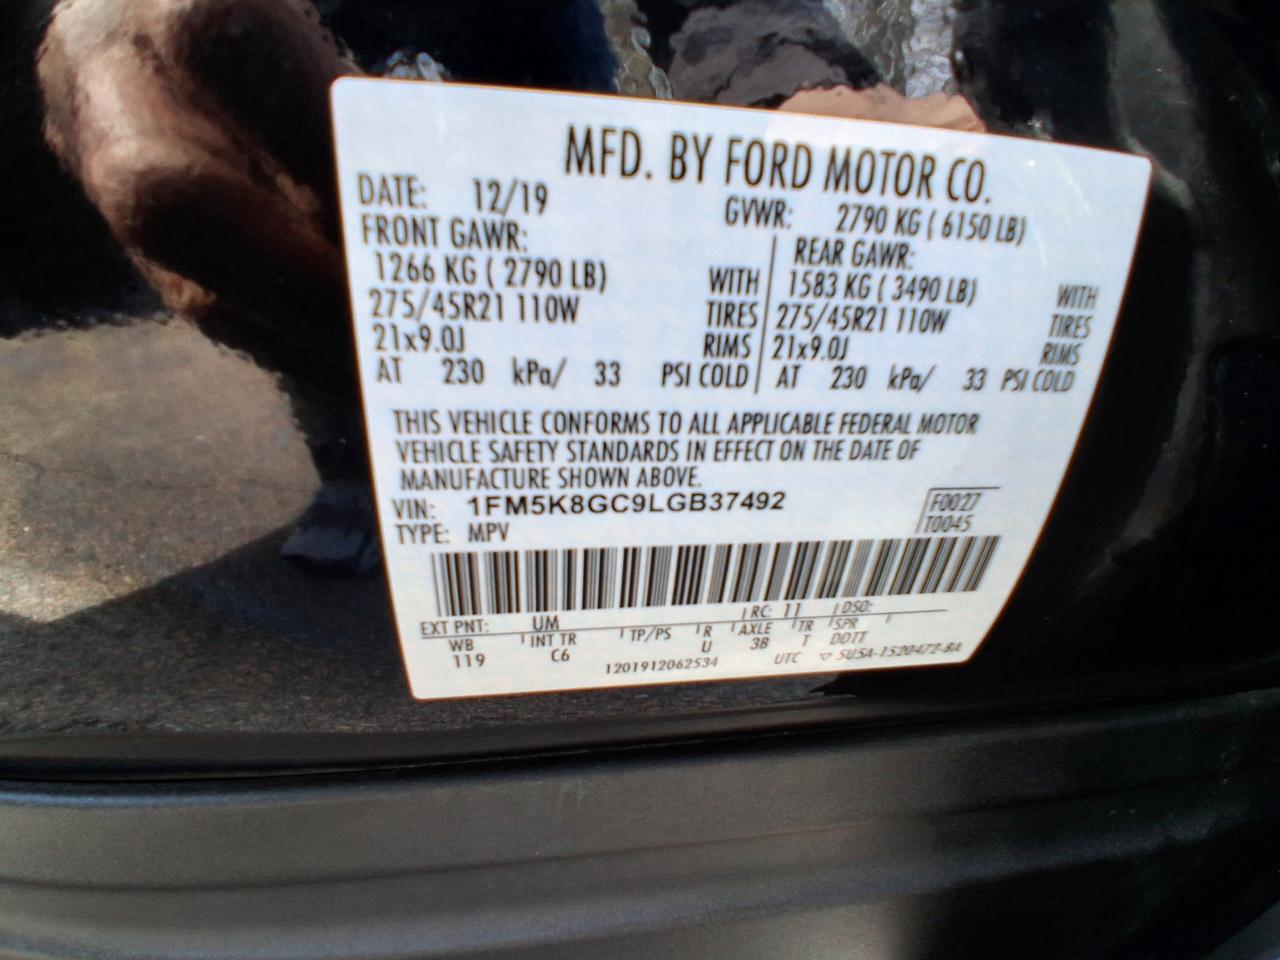 MFD. BY FORD MOTOR CO.
DATE: 12/19 GVWR: 2790 KG ( 6150 LB)
FRONT GAWR: REAR GAWR:
1266 KG ( 2790 LB) WITH 1583 KG ( 3490 LB) WITH
275/45R21 110W TIRES 275/45R21 110W TIRES
21x9.0J RIMS 21x9.0J RIMS
AT 230 kPa/ 33 PSI COLD AT 230 kPa/ 33 PSI COLD
THIS VEHICLE CONFORMS TO ALL APPLICABLE FEDERAL MOTOR
VEHICLE SAFETY STANDARDS IN EFFECT ON THE DATE OF
MANUFACTURE SHOWN ABOVE.
VIN: 1FM5K8GC9LGB37492 F0027
TYPE: MPV T0045
EXT PNT: UM RC: 11 DSO:
WB INT TR TP/PS R AXLE TR SPR
119 C6 U 3B T DDTT
1201912062534 UTC ▽ 5U5A-1520472-BA